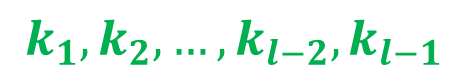 k₁, k₂, …, kₗ₋₂, kₗ₋₁